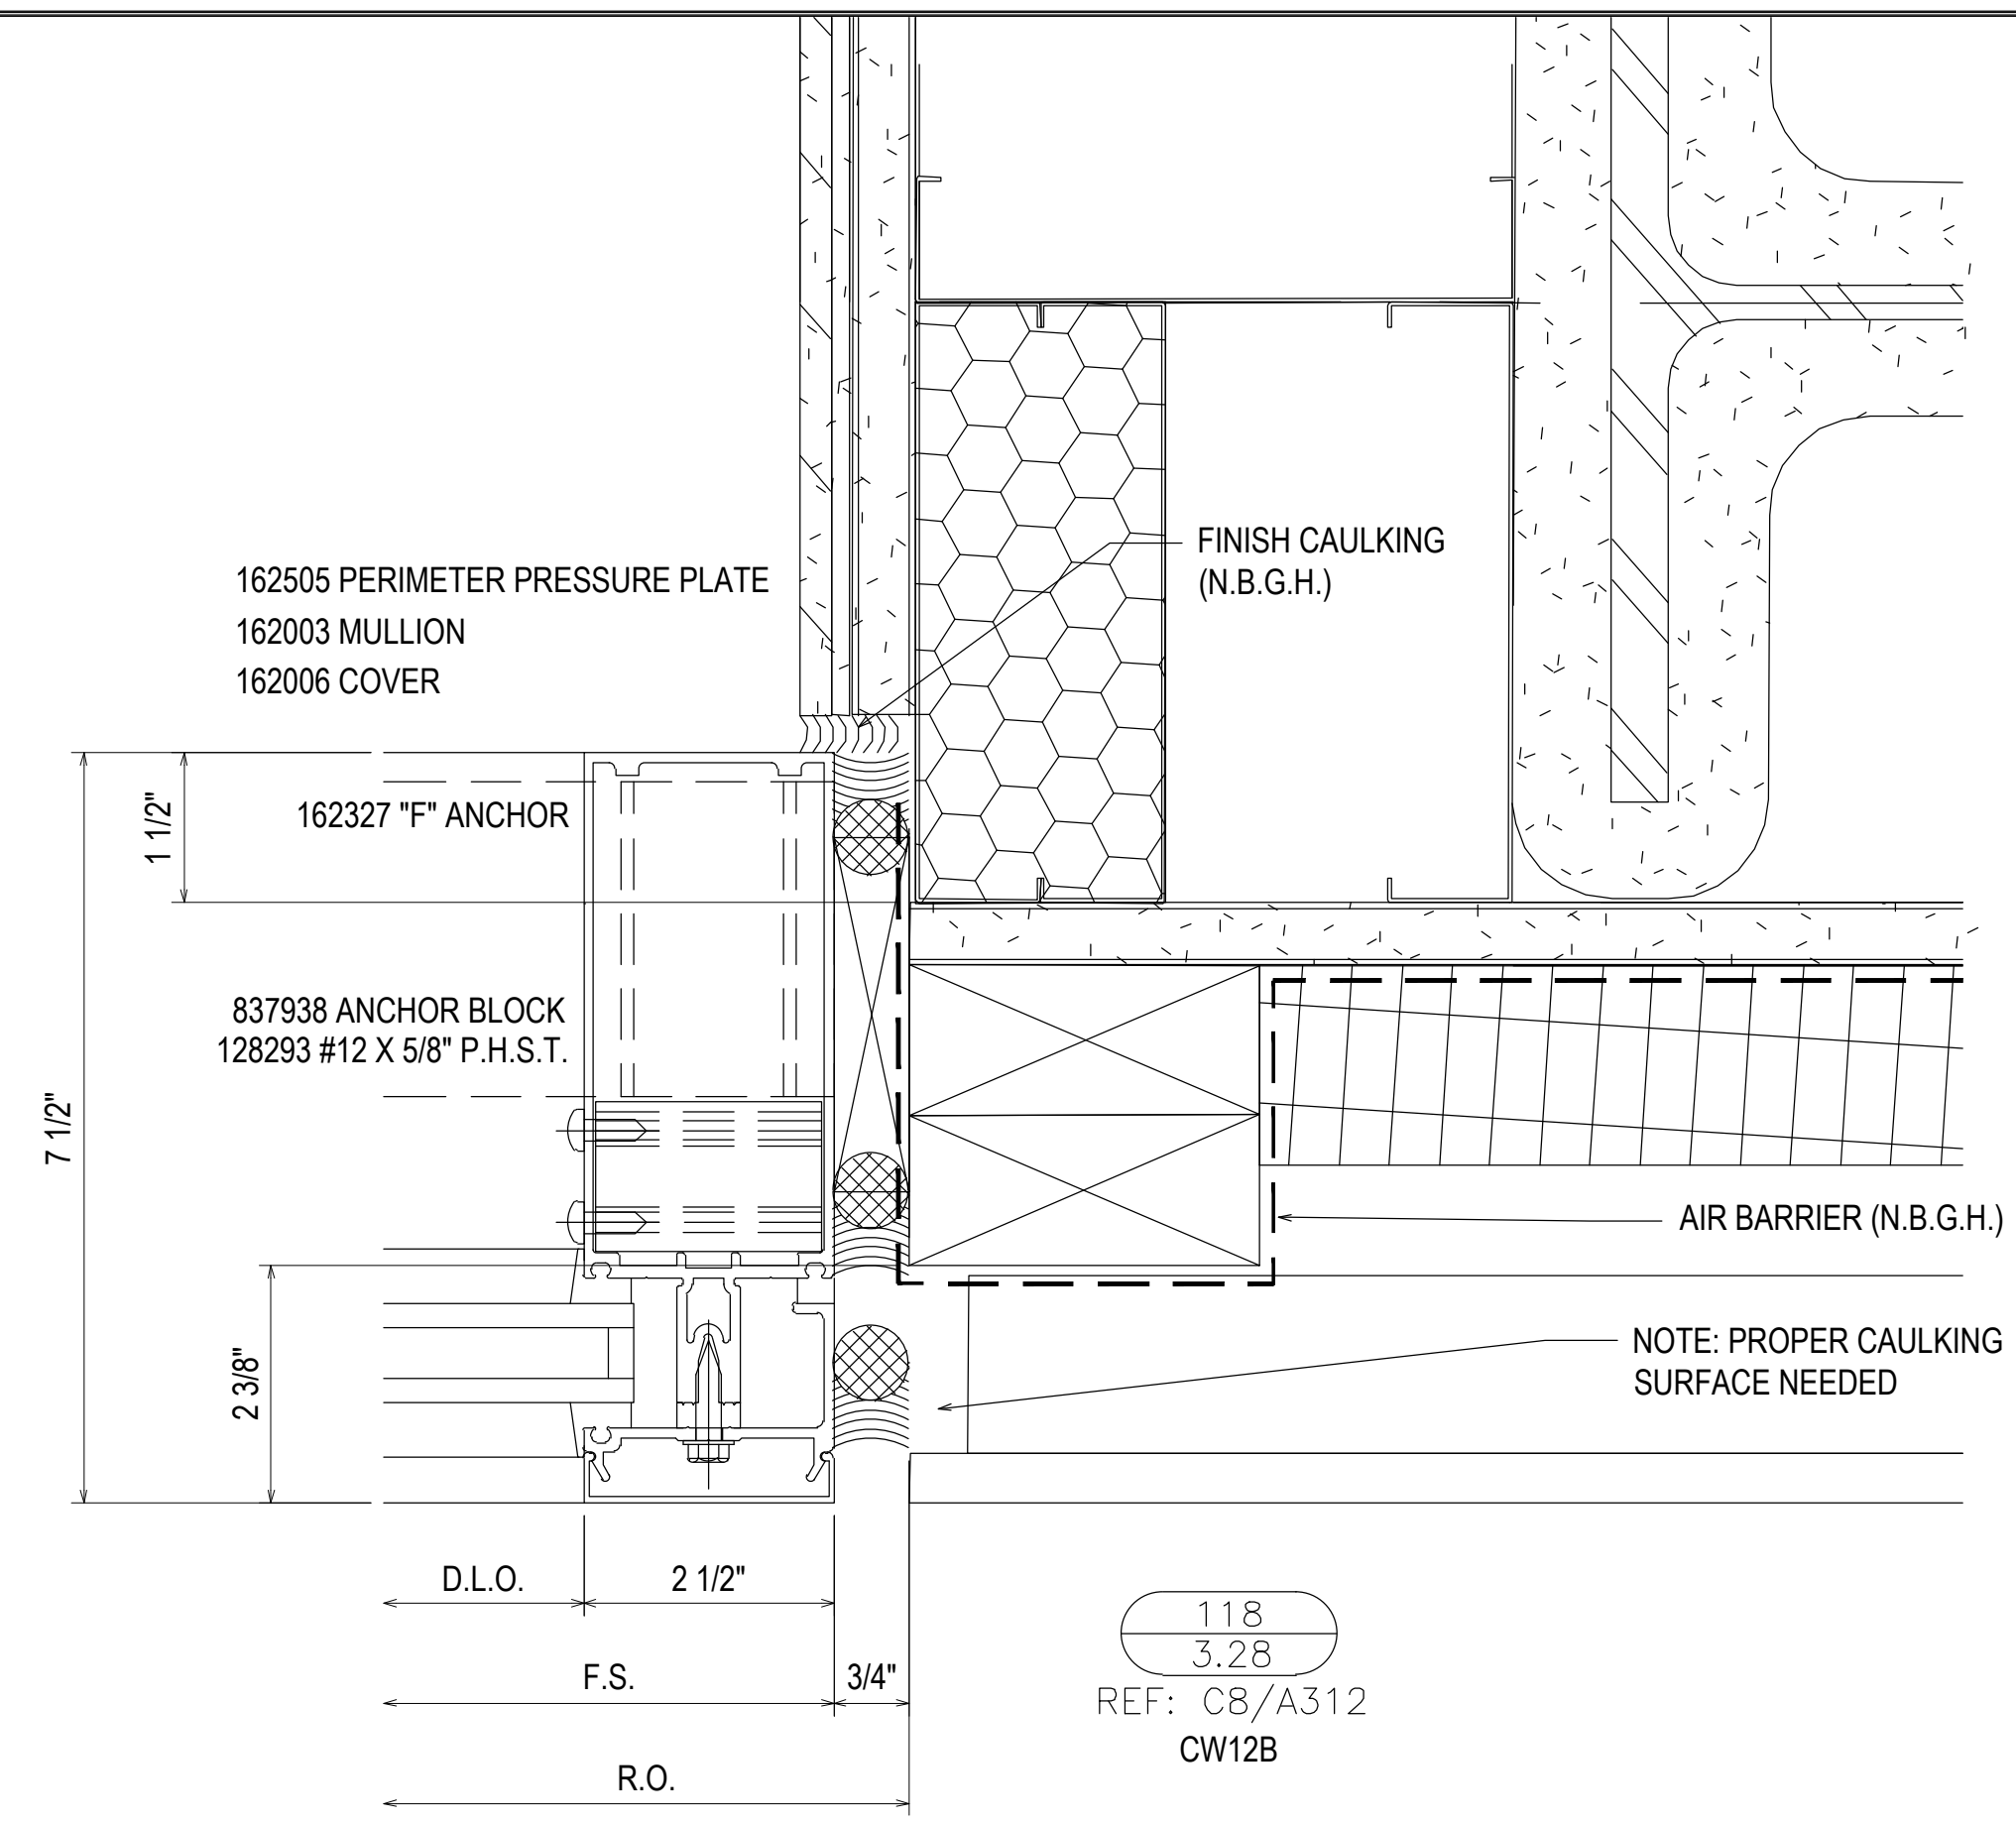 FINISH CAULKING
(N.B.G.H.)
162505 PERIMETER PRESSURE PLATE
162003 MULLION
162006 COVER
1 1/2"
162327 "F" ANCHOR
837938 ANCHOR BLOCK
128293 #12 X 5/8" P.H.S.T.
7 1/2"
AIR BARRIER (N.B.G.H.)
2 3/8"
NOTE: PROPER CAULKING
SURFACE NEEDED
D.L.O.
2 1/2"
F.S.
3/4"
R.O.
118
3.28
REF: C8/A312
CW12B